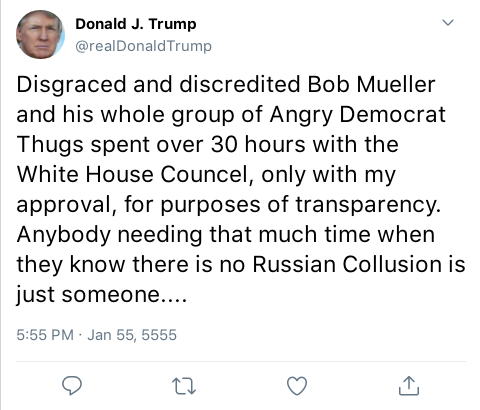 Donald J. Trump
@realDonaldTrump
Disgraced and discredited Bob Mueller
and his whole group of Angry Democrat
Thugs spent over 30 hours with the
White House Councel, only with my
approval, for purposes of transparency.
Anybody needing that much time when
they know there is no Russian Collusion is
just someone....
5:55 PM · Jan 55, 5555